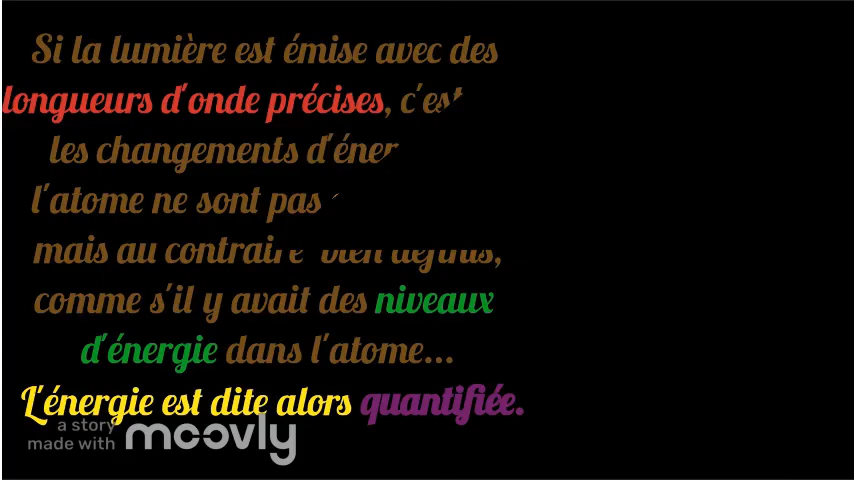 Si la lumière est émise avec des
longueurs d'onde précises, c'est
les changements d'éner
l'atome ne sont pas
mais au contraire bien définis,
comme s'il y avait des niveaux
d'énergie dans l'atome...
L'énergie est dite alors quantifiée.
a story
made with moovly